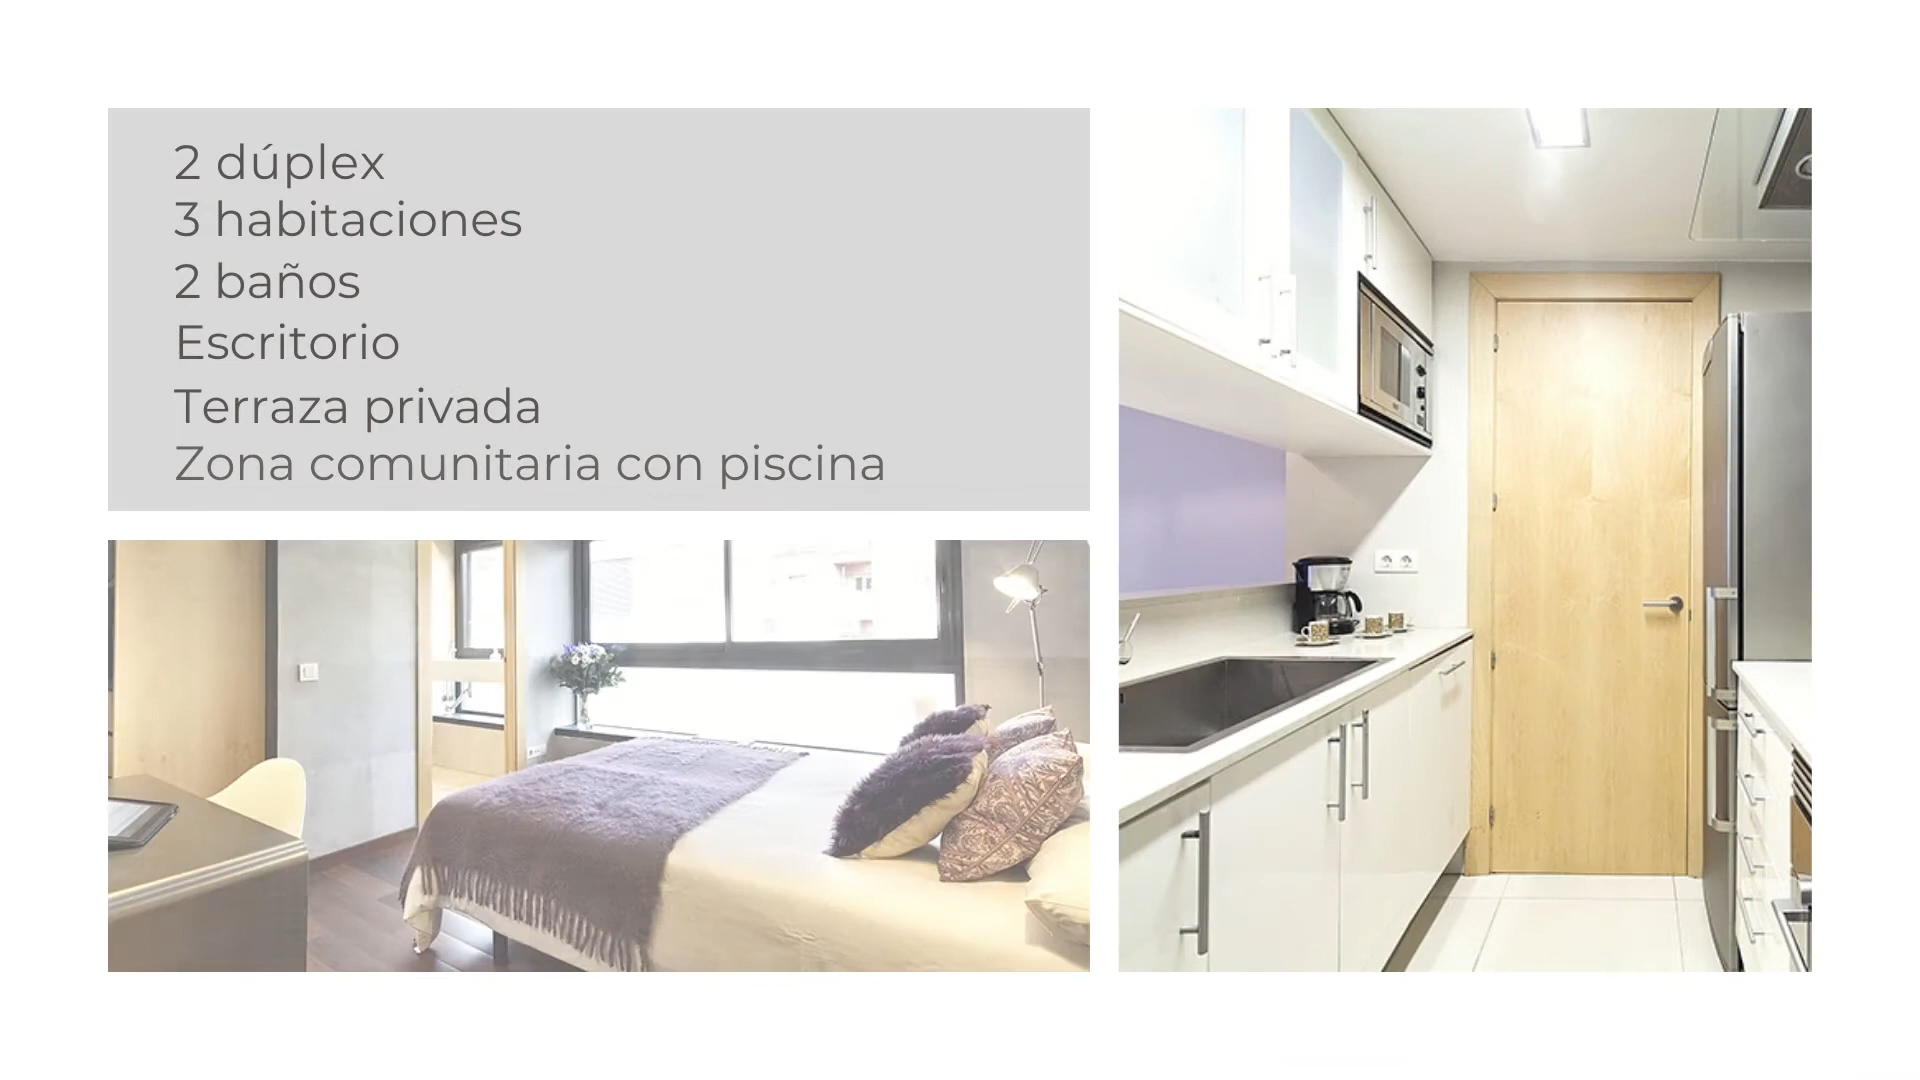 2 dúplex
3 habitaciones
2 baños
Escritorio
Terraza privada
Zona comunitaria con piscina